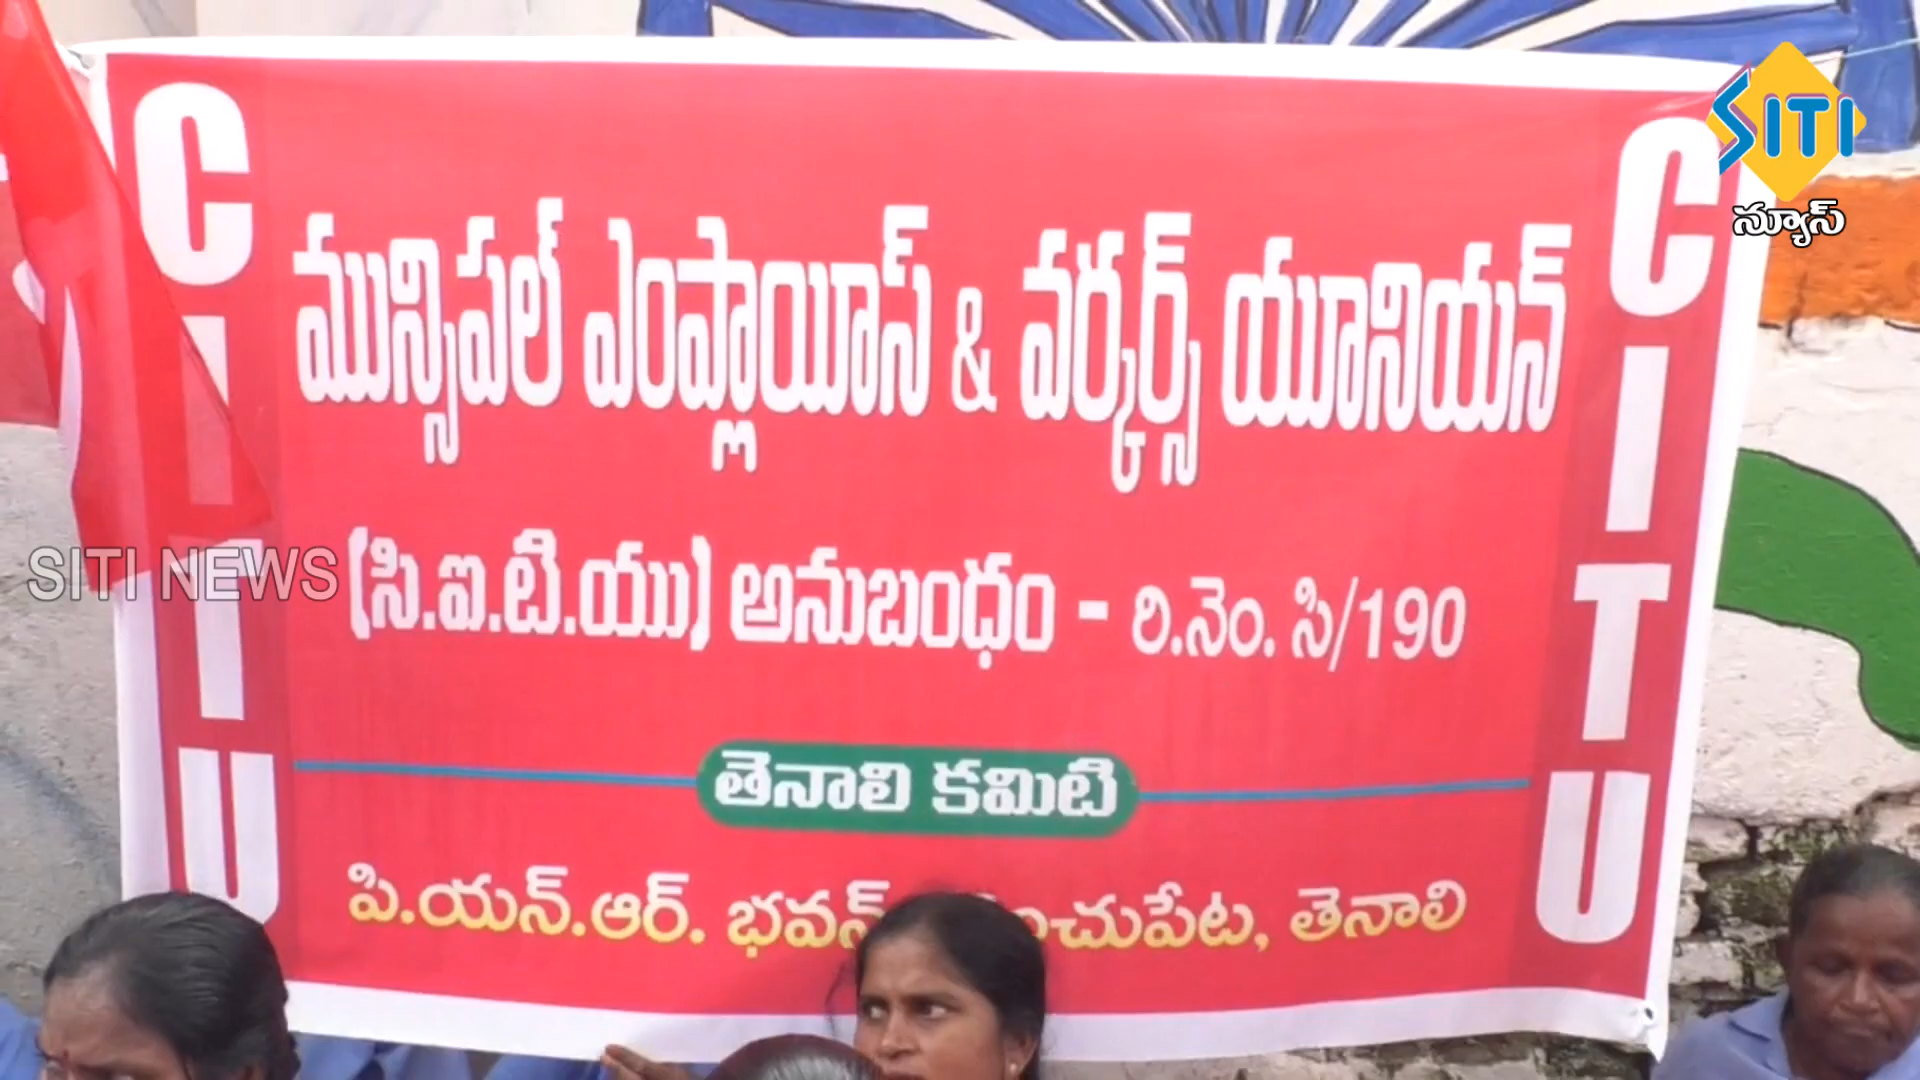 CITU
CITU
SITI
న్యూస్
మున్సిపల్ ఎంప్లాయీస్ & వర్కర్స్ యూనియన్
SITI NEWS
(సి.ఐ.టి.యు) అనుబంధం - రి.నెం. సి/190
తెనాలి కమిటి
పి.యన్.ఆర్. భవన్, తెనాలి